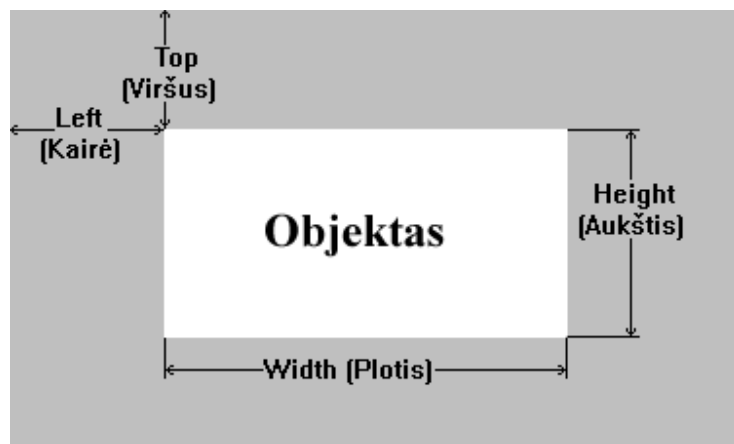 Top
(Viršus)
Left
(Kairė)
Objektas
Height
(Aukštis)
Width (Plotis)